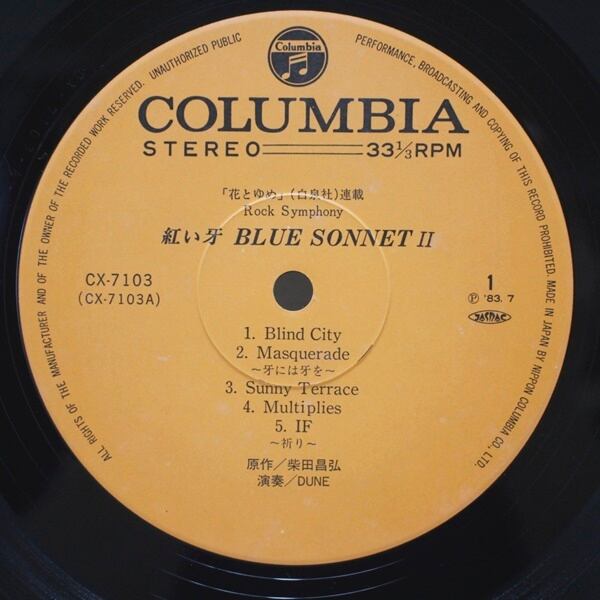 Columbia
COLUMBIA
STEREO 33⅓RPM
「花とゆめ」(白泉社)連載
Rock Symphony
紅い牙 BLUE SONNET II
CX-7103
(CX-7103A)
1
Ⓟ '83. 7
JASRAC
1. Blind City
2. Masquerade
～牙には牙を～
3. Sunny Terrace
4. Multiplies
5. IF
～祈り～
原作／柴田昌弘
演奏／DUNE
ALL RIGHTS OF THE MANUFACTURER AND OF THE OWNER OF THE RECORDED WORK RESERVED. UNAUTHORIZED PUBLIC PERFORMANCE, BROADCASTING AND COPYING OF THIS RECORD PROHIBITED. MADE IN JAPAN BY NIPPON COLUMBIA CO., LTD.